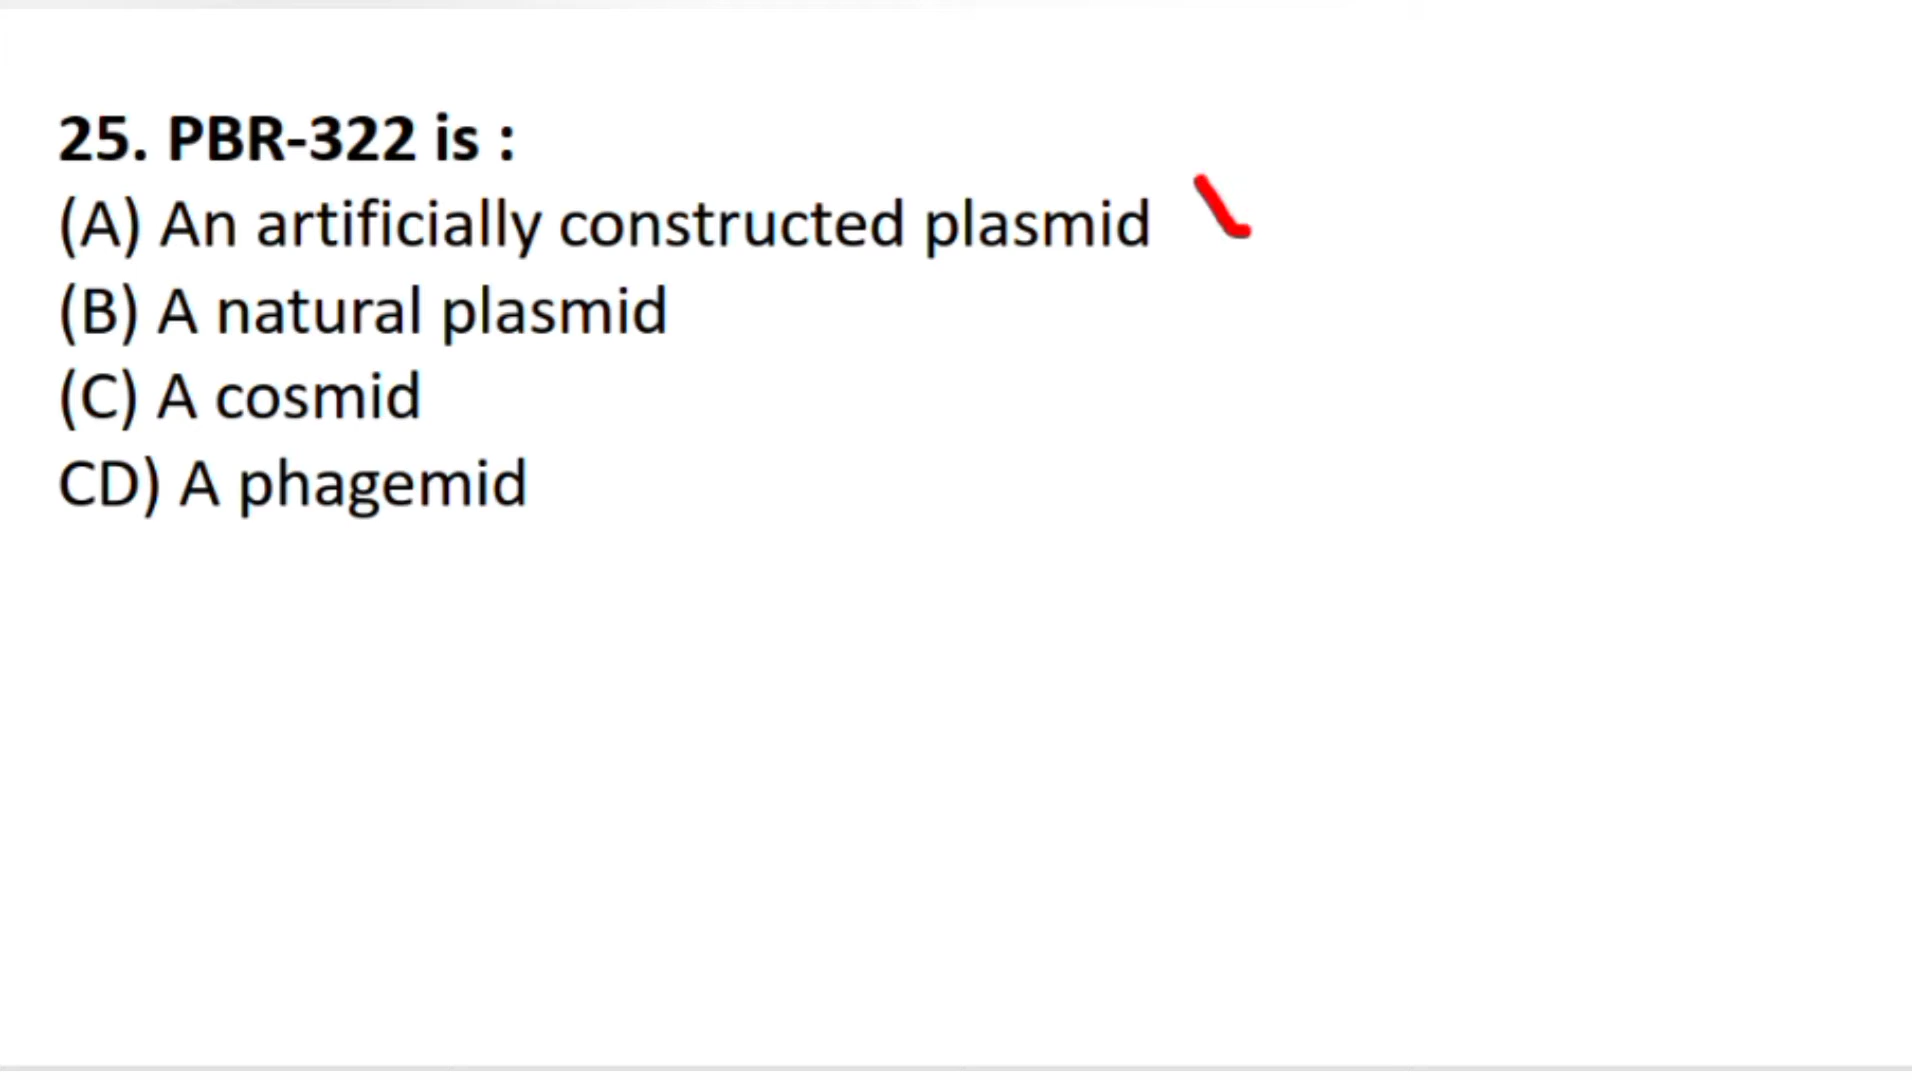 25. PBR-322 is :
(A) An artificially constructed plasmid
(B) A natural plasmid
(C) A cosmid
CD) A phagemid